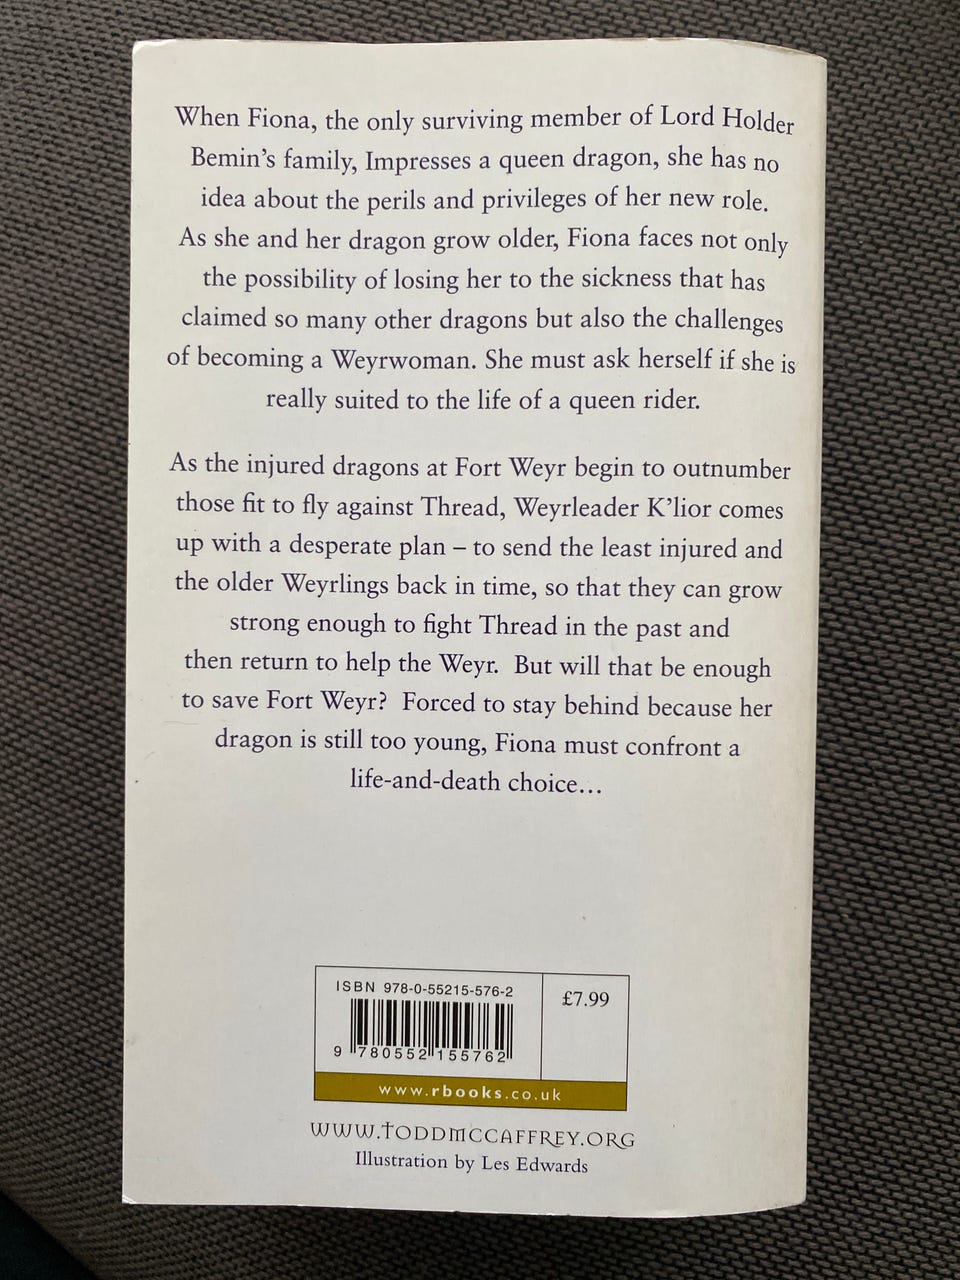 When Fiona, the only surviving member of Lord Holder
Bemin's family, Impresses a queen dragon, she has no
idea about the perils and privileges of her new role.
As she and her dragon grow older, Fiona faces not only
the possibility of losing her to the sickness that has
claimed so many other dragons but also the challenges
of becoming a Weyrwoman. She must ask herself if she is
really suited to the life of a queen rider.
As the injured dragons at Fort Weyr begin to outnumber
those fit to fly against Thread, Weyrleader K'lior comes
up with a desperate plan – to send the least injured and
the older Weyrlings back in time, so that they can grow
strong enough to fight Thread in the past and
then return to help the Weyr. But will that be enough
to save Fort Weyr? Forced to stay behind because her
dragon is still too young, Fiona must confront a
life-and-death choice...
ISBN 978-0-55215-576-2
£7.99
9 780552 155762
www.rbooks.co.uk
WWW.TODDMCCAFFREY.ORG
Illustration by Les Edwards